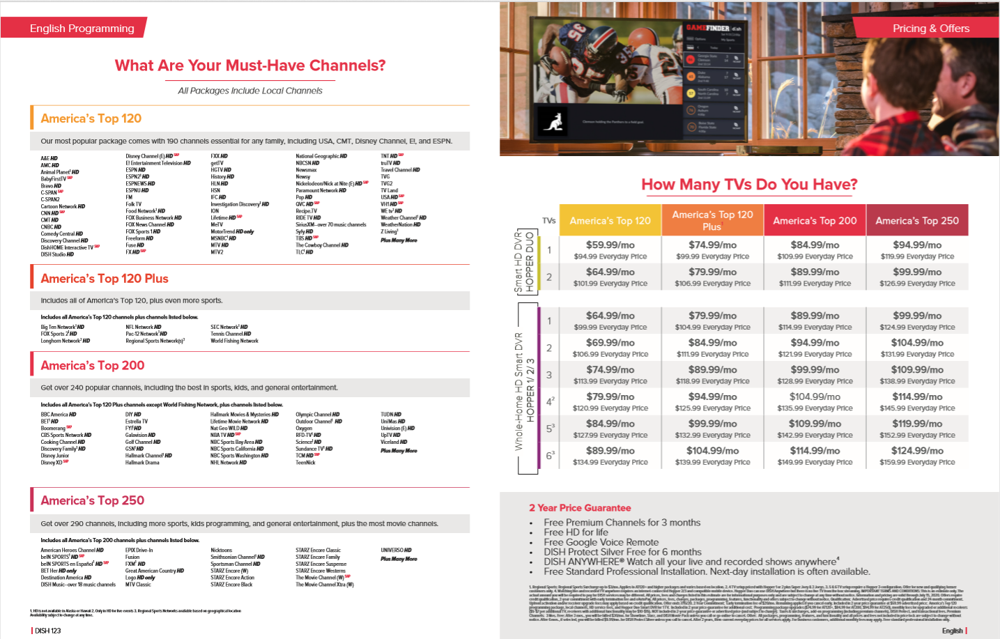 English Programming
What Are Your Must-Have Channels?
All Packages Include Local Channels
America's Top 120
Our most popular package comes with 190 channels essential for any family, including USA, CMT, Disney Channel, E!, and ESPN.
A&E HD
AMC HD
Animal Planet¹ HD
BabyFirstTV SAP
Bravo HD
C-SPAN SAP
C-SPAN2
Cartoon Network HD
CNN HD SAP
CMT HD
CNBC HD
Comedy Central HD
Discovery Channel HD
DishHOME Interactive TV SAP
DISH Studio HD
Disney Channel (E) HD SAP
E! Entertainment Television HD
ESPN HD
ESPN2¹ HD
ESPNEWS HD
ESPNU HD
FM
Folk TV
Food Network¹ HD
FOX Business Network HD
FOX News Channel HD
FOX Sports 1 HD
Freeform HD
Fuse HD
FX HD SAP
FXX HD
getTV
HGTV HD
History HD
HLN HD
HSN
IFC HD
Investigation Discovery¹ HD
ION
Lifetime HD SAP
MeTV
MotorTrend HD only
MSNBC¹ HD
MTV HD
MTV2
National Geographic HD
NBCSN HD
Newsmax
Newsy
Nickelodeon/Nick at Nite (E) HD SAP
Paramount Network HD
Pop HD
QVC HD SAP
Recipe.TV
RIDE TV HD
SiriusXM–over 70 music channels
Syfy HD
TBS HD SAP
The Cowboy Channel HD
TLC¹ HD
TNT HD SAP
truTV HD
Travel Channel HD
TVG
TVG2
TV Land
USA HD SAP
VH1 HD SAP
WE tv¹ HD
Weather Channel¹ HD
WeatherNation HD
Z Living¹
Plus Many More
America's Top 120 Plus
Includes all of America's Top 120, plus even more sports.
Includes all America's Top 120 channels plus channels listed below.
Big Ten Network¹ HD
FOX Sports 2¹ HD
Longhorn Network² HD
NFL Network HD
Pac-12 Network¹ HD
Regional Sports Network(s)²
SEC Network¹ HD
Tennis Channel HD
World Fishing Network
America's Top 200
Get over 240 popular channels, including the best in sports, kids, and general entertainment.
Includes all America's Top 120 Plus channels except World Fishing Network, plus channels listed below.
BBC America HD
BET¹ HD
Boomerang SAP
CBS Sports Network HD
Cooking Channel HD
Discovery Family¹ HD
Disney Junior
Disney XD SAP
DIY HD
Estrella TV
FYI¹ HD
Galavisión HD
Golf Channel HD
GSN¹ HD
Hallmark Channel¹ HD
Hallmark Drama
Hallmark Movies & Mysteries HD
Lifetime Movie Network HD
Nat Geo WILD HD
NBA TV HD SAP
NBC Sports Bay Area HD
NBC Sports California HD
NBC Sports Washington HD
NHL Network HD
Olympic Channel HD
Outdoor Channel¹ HD
Oxygen
RFD-TV¹ HD
Science¹ HD
Sundance TV¹ HD
TCM HD SAP
TeenNick
TUDN HD
UniMas HD
Univision (E) HD
UpTV HD
Viceland HD
Plus Many More
America's Top 250
Get over 290 channels, including more sports, kids programming, and general entertainment, plus the most movie channels.
Includes all America's Top 200 channels plus channels listed below.
American Heroes Channel HD
beIN SPORTS¹ HD SAP
beIN SPORTS en Español¹ HD SAP
BET Her HD only
Destination America HD
DISH Music–over 18 music channels
EPIX Drive-In
Fusion
FXM¹ HD
Great American Country HD
Logo HD only
MTV Classic
Nicktoons
Smithsonian Channel¹ HD
Sportsman Channel HD
STARZ Encore (W)
STARZ Encore Action
STARZ Encore Black
STARZ Encore Classic
STARZ Encore Family
STARZ Encore Suspense
STARZ Encore Westerns
The Movie Channel (W) SAP
The Movie Channel Xtra (W)
UNIVERSO HD
Plus Many More
1. HD is not available in Alaska or Hawaii 2. Only in HD for live events 3. Regional Sports Networks available based on geographical location
Availability subject to change at any time.
| DISH 123
Pricing & Offers
GAMEFINDER dish
How Many TVs Do You Have?
TVs America's Top 120 America's Top 120 Plus¹ America's Top 200 America's Top 250
Smart HD DVR
HOPPER DUO
1 $59.99/mo $74.99/mo $84.99/mo $94.99/mo
$94.99 Everyday Price $99.99 Everyday Price $109.99 Everyday Price $119.99 Everyday Price
2 $64.99/mo $79.99/mo $89.99/mo $99.99/mo
$101.99 Everyday Price $106.99 Everyday Price $111.99 Everyday Price $126.99 Everyday Price
Whole-Home HD Smart DVR
HOPPER 1/ 2/ 3
1 $64.99/mo $79.99/mo $89.99/mo $99.99/mo
$99.99 Everyday Price $104.99 Everyday Price $114.99 Everyday Price $124.99 Everyday Price
2 $69.99/mo $84.99/mo $94.99/mo $104.99/mo
$106.99 Everyday Price $111.99 Everyday Price $121.99 Everyday Price $131.99 Everyday Price
3 $74.99/mo $89.99/mo $99.99/mo $109.99/mo
$113.99 Everyday Price $118.99 Everyday Price $128.99 Everyday Price $138.99 Everyday Price
4² $79.99/mo $94.99/mo $104.99/mo $114.99/mo
$120.99 Everyday Price $125.99 Everyday Price $135.99 Everyday Price $145.99 Everyday Price
5³ $84.99/mo $99.99/mo $109.99/mo $119.99/mo
$127.99 Everyday Price $132.99 Everyday Price $142.99 Everyday Price $152.99 Everyday Price
6³ $89.99/mo $104.99/mo $114.99/mo $124.99/mo
$134.99 Everyday Price $139.99 Everyday Price $149.99 Everyday Price $159.99 Everyday Price
2 Year Price Guarantee
• Free Premium Channels for 3 months
• Free HD for life
• Free Google Voice Remote
• DISH Protect Silver Free for 6 months
• DISH ANYWHERE® Watch all your live and recorded shows anywhere⁴
• Free Standard Professional Installation. Next-day installation is often available.
English |